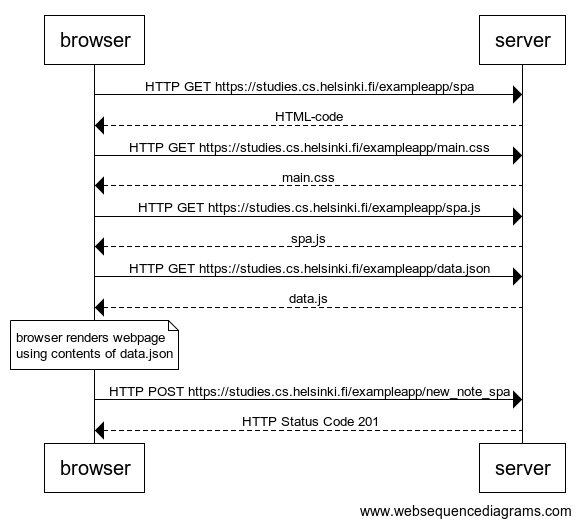 browser
server
HTTP GET https://studies.cs.helsinki.fi/exampleapp/spa
HTML-code
HTTP GET https://studies.cs.helsinki.fi/exampleapp/main.css
main.css
HTTP GET https://studies.cs.helsinki.fi/exampleapp/spa.js
spa.js
HTTP GET https://studies.cs.helsinki.fi/exampleapp/data.json
data.js
browser renders webpage
using contents of data.json
HTTP POST https://studies.cs.helsinki.fi/exampleapp/new_note_spa
HTTP Status Code 201
browser
server
www.websequencediagrams.com